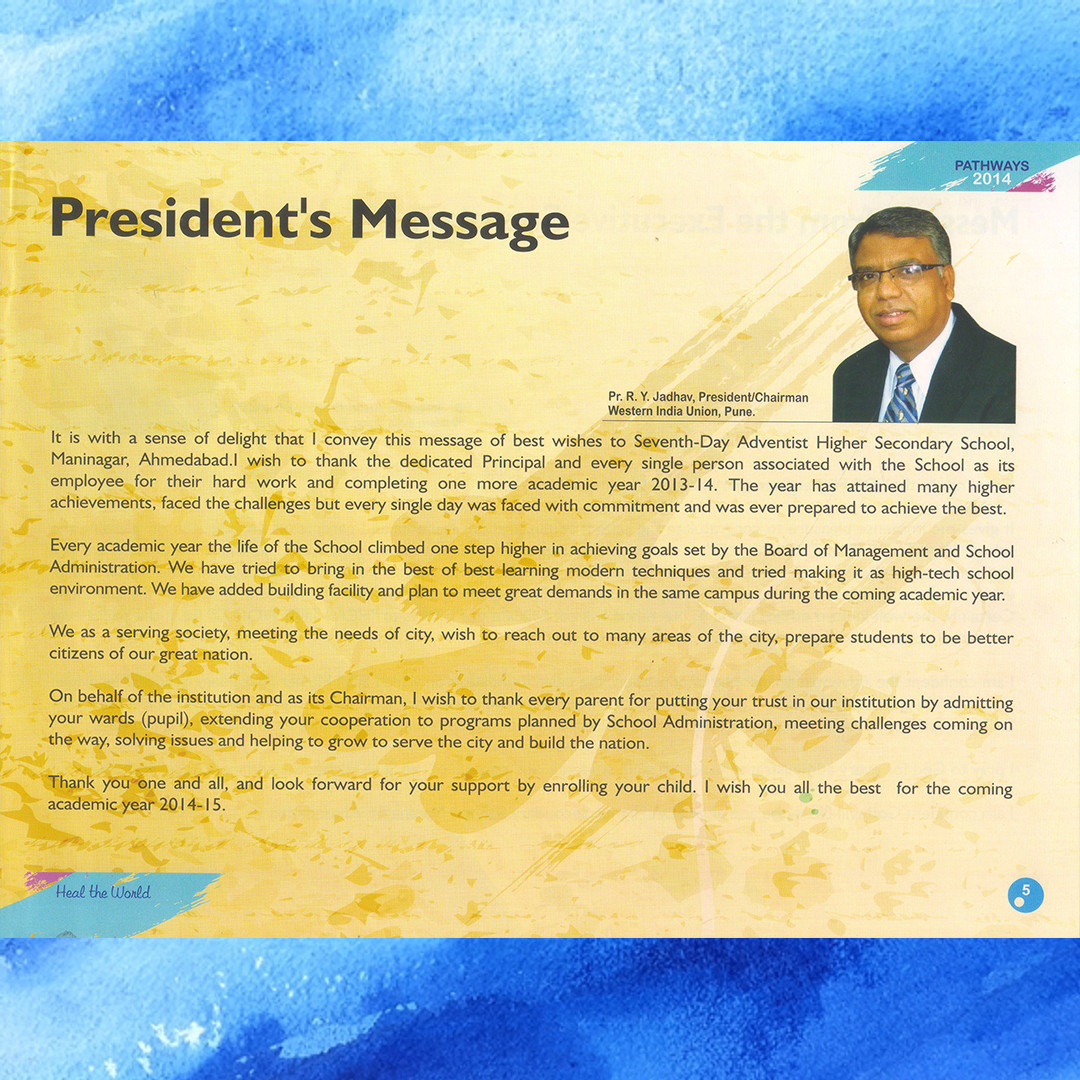 PATHWAYS
2014
President's Message
Pr. R. Y. Jadhav, President/Chairman
Western India Union, Pune.
It is with a sense of delight that I convey this message of best wishes to Seventh-Day Adventist Higher Secondary School,
Maninagar, Ahmedabad.I wish to thank the dedicated Principal and every single person associated with the School as its
employee for their hard work and completing one more academic year 2013-14. The year has attained many higher
achievements, faced the challenges but every single day was faced with commitment and was ever prepared to achieve the best.
Every academic year the life of the School climbed one step higher in achieving goals set by the Board of Management and School
Administration. We have tried to bring in the best of best learning modern techniques and tried making it as high-tech school
environment. We have added building facility and plan to meet great demands in the same campus during the coming academic year.
We as a serving society, meeting the needs of city, wish to reach out to many areas of the city, prepare students to be better
citizens of our great nation.
On behalf of the institution and as its Chairman, I wish to thank every parent for putting your trust in our institution by admitting
your wards (pupil), extending your cooperation to programs planned by School Administration, meeting challenges coming on
the way, solving issues and helping to grow to serve the city and build the nation.
Thank you one and all, and look forward for your support by enrolling your child. I wish you all the best for the coming
academic year 2014-15.
Heal the World
5